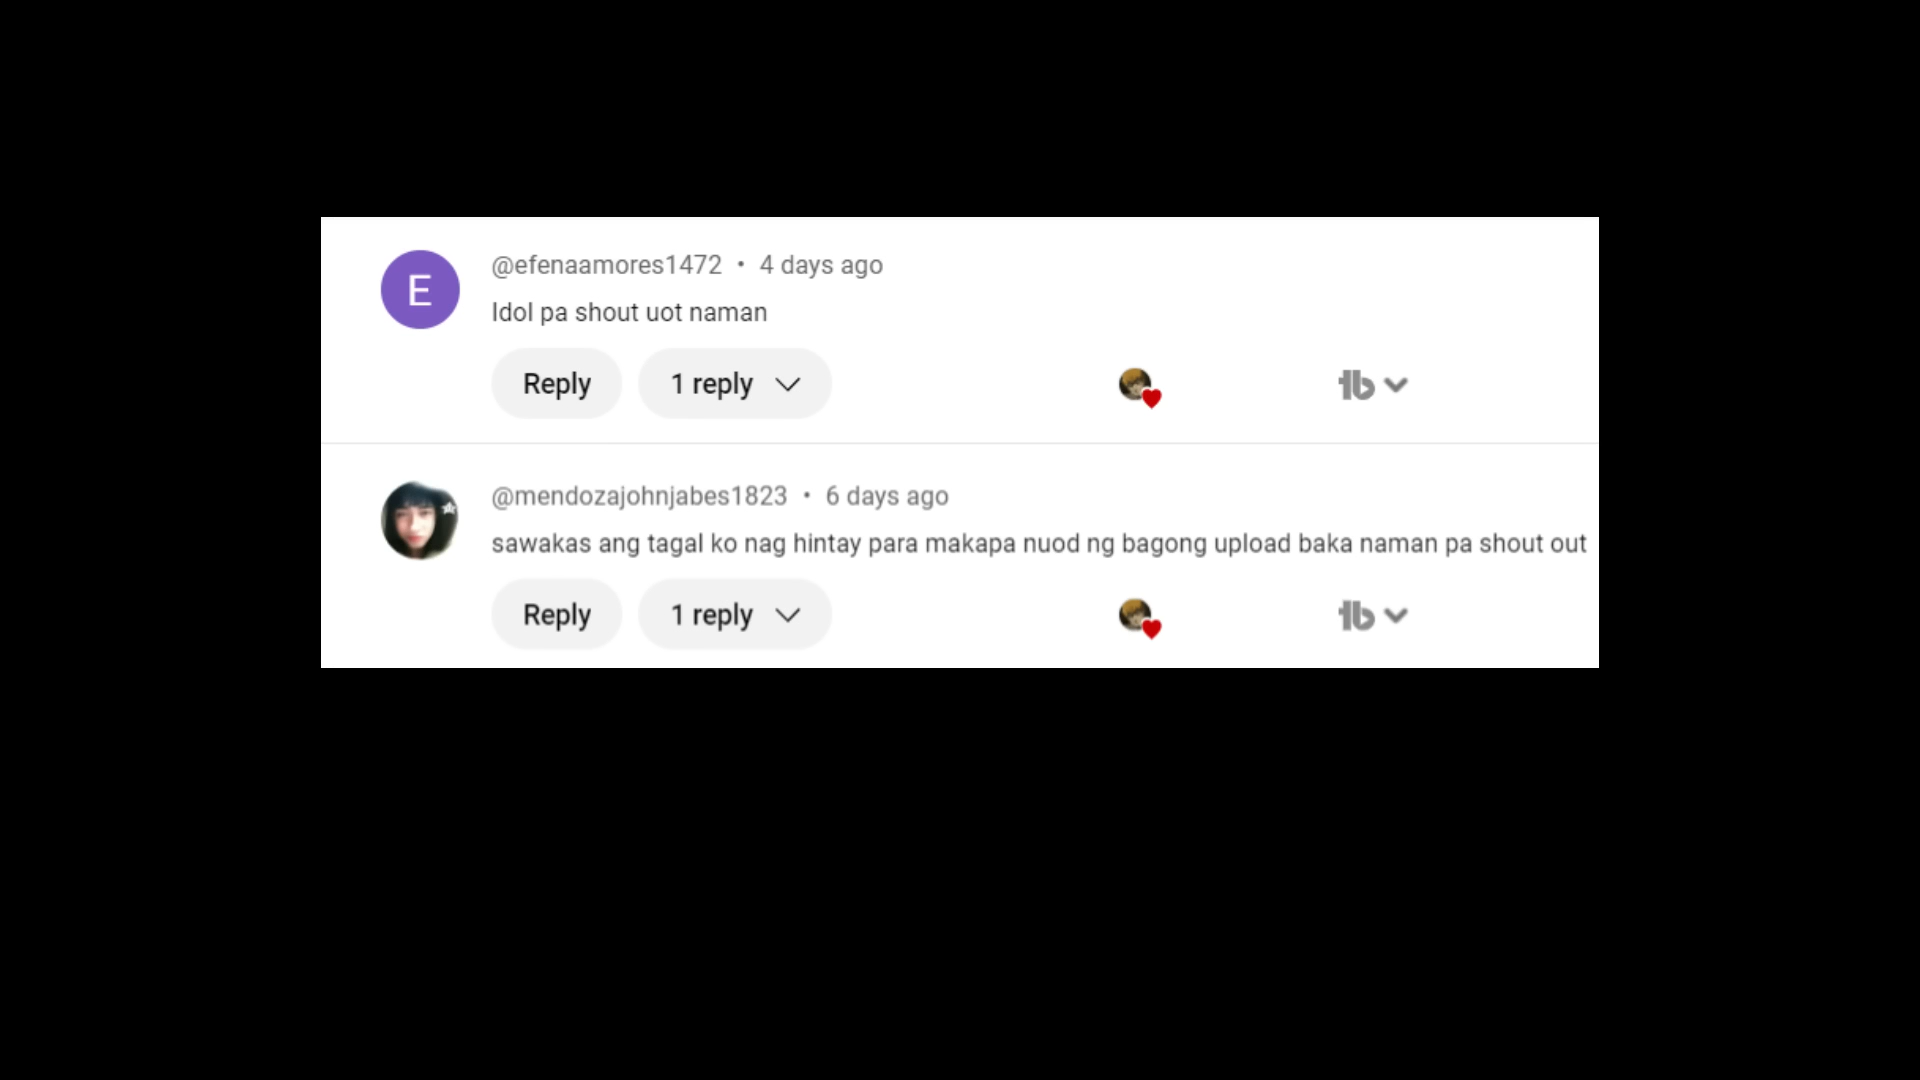 E
@efenaamores1472 • 4 days ago
Idol pa shout uot naman
Reply 1 reply
@mendozajohnjabes1823 • 6 days ago
sawakas ang tagal ko nag hintay para makapa nuod ng bagong upload baka naman pa shout out
Reply 1 reply